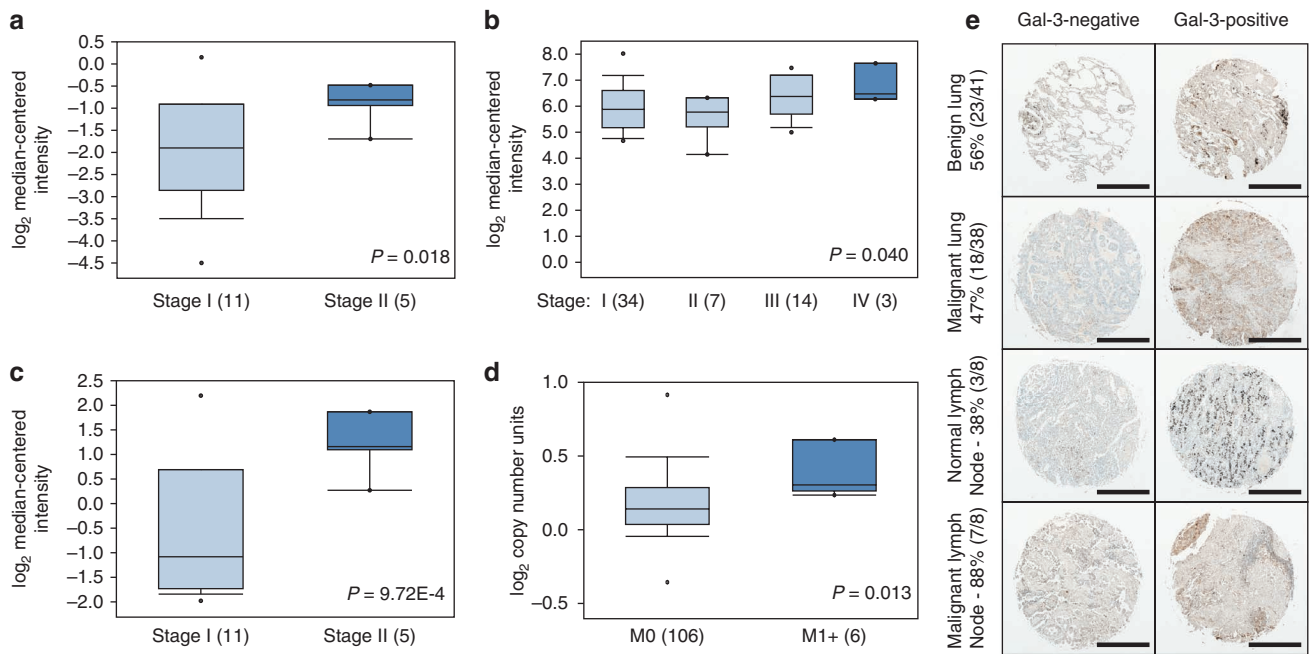 a
log2 median-centered
intensity
0.5
0.0
−0.5
−1.0
−1.5
−2.0
−2.5
−3.0
−3.5
−4.0
−4.5
P = 0.018
Stage I (11)
Stage II (5)
b
log2 median-centered
intensity
8.0
7.0
6.0
5.0
4.0
3.0
2.0
1.0
0.0
P = 0.040
Stage: I (34) II (7) III (14) IV (3)
c
log2 median-centered
intensity
2.5
2.0
1.5
1.0
0.5
0.0
−0.5
−1.0
−1.5
−2.0
P = 9.72E-4
Stage I (11)
Stage II (5)
d
log2 copy number units
1.0
0.5
0.0
−0.5
P = 0.013
M0 (106)
M1+ (6)
e
Gal-3-negative
Gal-3-positive
Benign lung
56% (23/41)
Malignant lung
47% (18/38)
Normal lymph
Node - 38% (3/8)
Malignant lymph
Node - 88% (7/8)